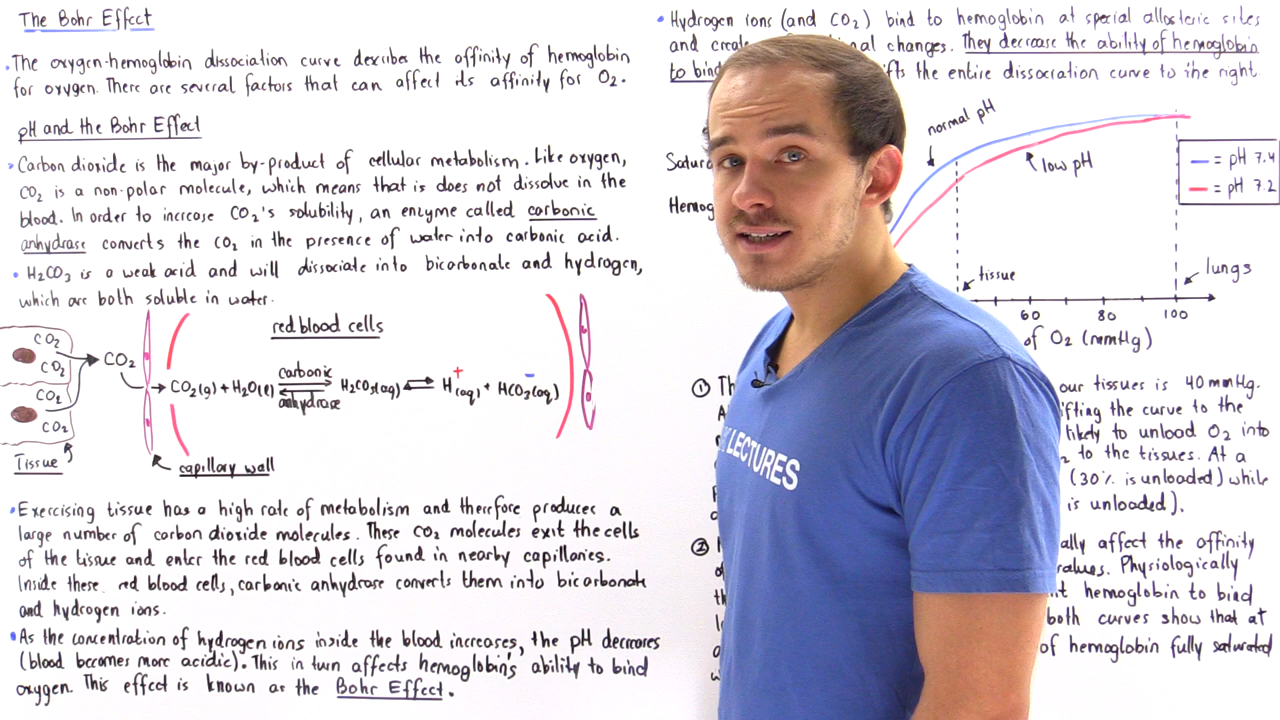 The Bohr Effect
• The oxygen-hemoglobin dissociation curve describes the affinity of hemoglobin
for oxygen. There are several factors that can affect its affinity for O2.
pH and the Bohr Effect
• Carbon dioxide is the major by-product of cellular metabolism. Like oxygen,
CO2 is a non-polar molecule, which means that is does not dissolve in the
blood. In order to increase CO2's solubility, an enzyme called carbonic
anhydrase converts the CO2 in the presence of water into carbonic acid.
• H2CO3 is a weak acid and will dissociate into bicarbonate and hydrogen,
which are both soluble in water.
red blood cells
CO2
CO2
CO2
CO2
CO2
CO2(g) + H2O(l) carbonic anhydrase H2CO3(aq) H+(aq) + HCO3-(aq)
Tissue
capillary wall
• Exercising tissue has a high rate of metabolism and therefore produces a
large number of carbon dioxide molecules. These CO2 molecules exit the cells
of the tissue and enter the red blood cells found in nearby capillaries.
Inside these red blood cells, carbonic anhydrase converts them into bicarbonate
and hydrogen ions.
• As the concentration of hydrogen ions inside the blood increases, the pH decreases
(blood becomes more acidic). This in turn affects hemoglobin's ability to bind
oxygen. This effect is known as the Bohr Effect.
• Hydrogen ions (and CO2) bind to hemoglobin at special allosteric sites
and create nal changes. They decrease the ability of hemoglobin
to bind ifts the entire dissociation curve to the right.
normal pH
low pH
= pH 7.4
= pH 7.2
Satura
Hemog
tissue
lungs
60 80 100
of O2 (mmHg)
① Th our tissues is 40 mmHg.
A ifting the curve to the
likely to unload O2 into
2 to the tissues. At a
(30% is unloaded) while
is unloaded).
② ally affect the affinity
of values. Physiologically
th t hemoglobin to bind
both curves show that at
of hemoglobin fully saturated
LECTURES